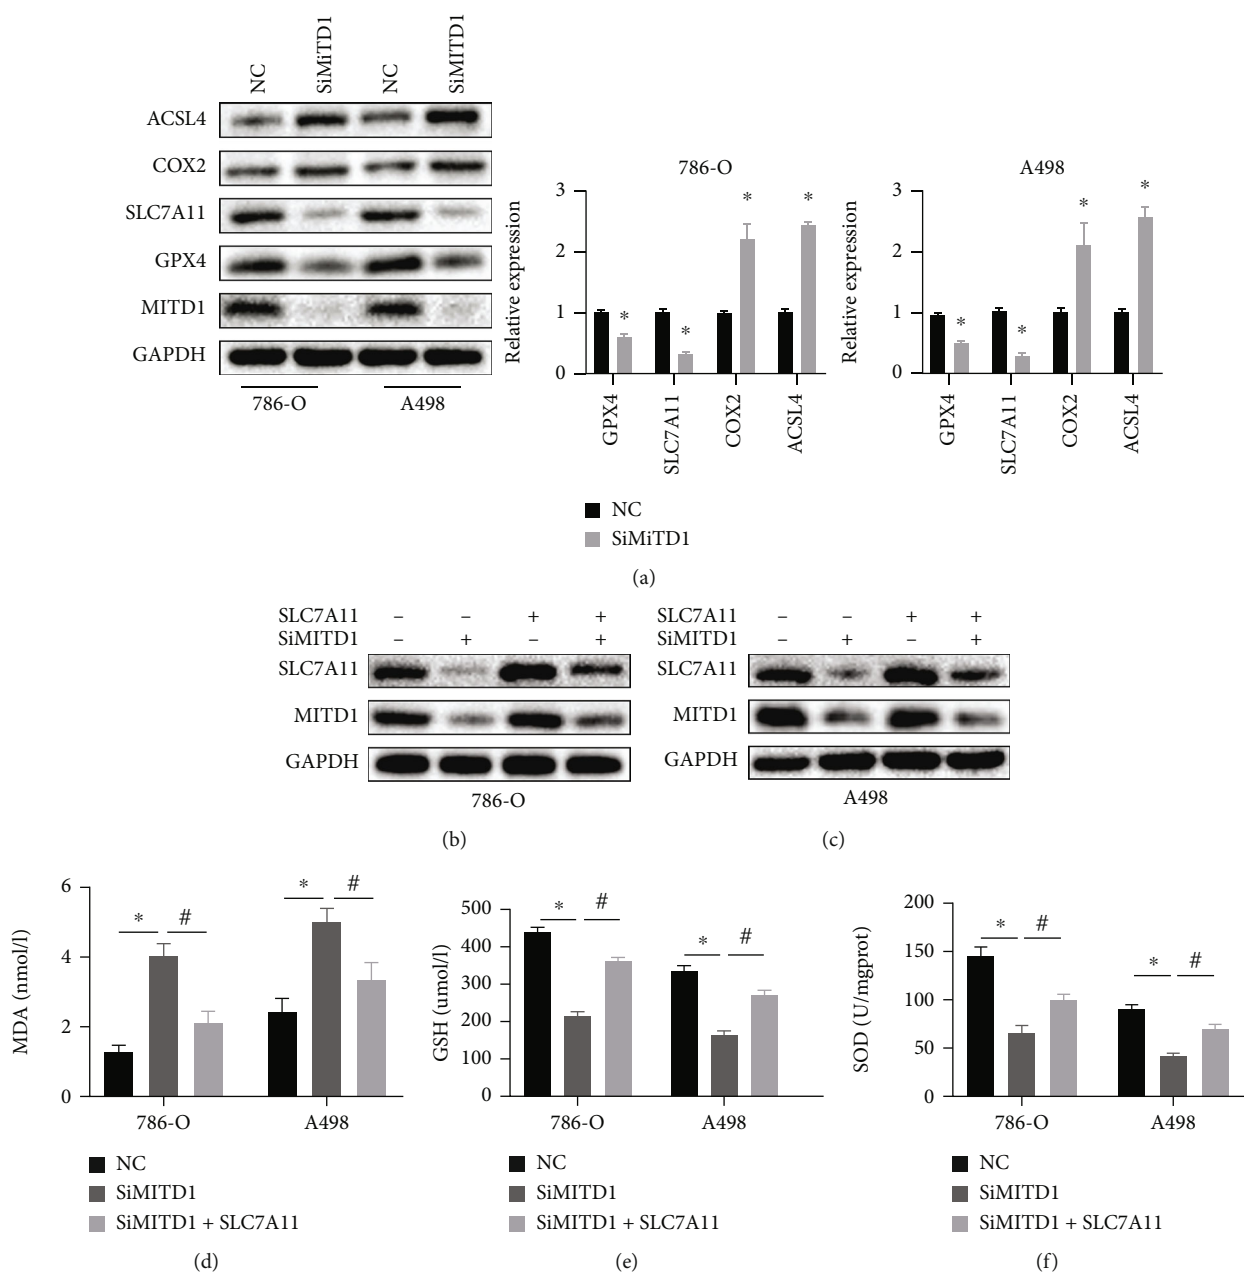 NC
SiMiTD1
NC
SiMITD1
ACSL4
COX2
SLC7A11
GPX4
MITD1
GAPDH
786-O
A498
786-O
Relative expression
3
2
1
0
* * * *
GPX4
SLC7A11
COX2
ACSL4
A498
Relative expression
3
2
1
0
* * * *
GPX4
SLC7A11
COX2
ACSL4
NC
SiMiTD1
(a)
SLC7A11 – – + +
SiMITD1 – + – +
SLC7A11
MITD1
GAPDH
786-O
(b)
SLC7A11 – – + +
SiMITD1 – + – +
SLC7A11
MITD1
GAPDH
A498
(c)
MDA (nmol/l)
6
4
2
0
* # * #
786-O A498
NC
SiMITD1
SiMITD1 + SLC7A11
(d)
GSH (umol/l)
500
400
300
200
100
0
* # * #
786-O A498
NC
SiMITD1
SiMITD1 + SLC7A11
(e)
SOD (U/mgprot)
200
150
100
50
0
* # * #
786-O A498
NC
SiMITD1
SiMITD1 + SLC7A11
(f)